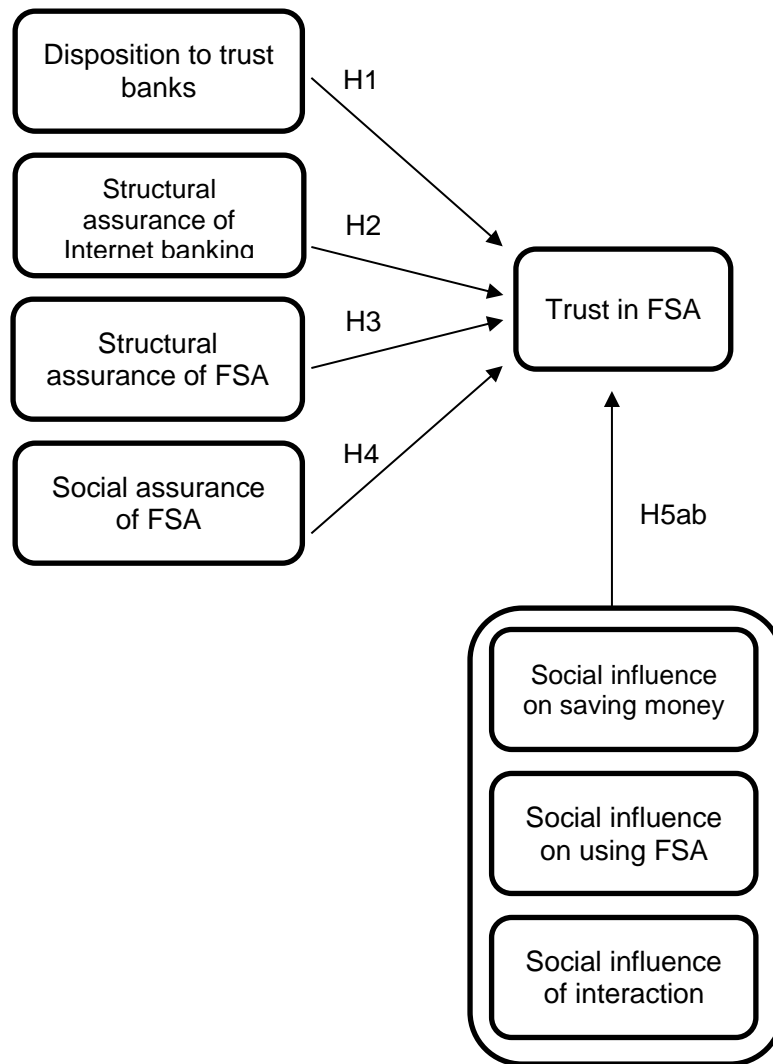 Disposition to trust
banks
H1
Structural
assurance of
Internet banking
H2
Structural
assurance of FSA
H3
Social assurance
of FSA
H4
Trust in FSA
H5ab
Social influence
on saving money
Social influence
on using FSA
Social influence
of interaction